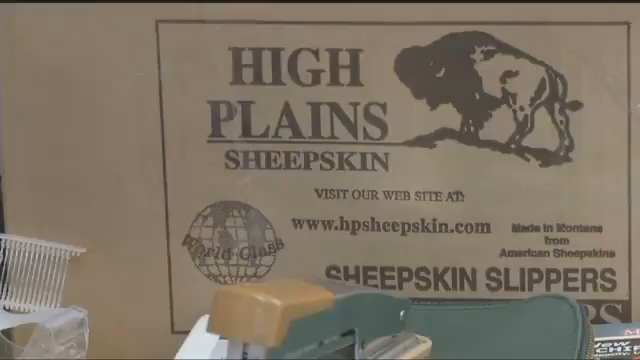 HIGH
PLAINS
SHEEPSKIN
VISIT OUR WEB SITE AT:
www.hpsheepskin.com
World-Class
Made in Montana
from
American Sheepskins
SHEEPSKIN SLIPPERS